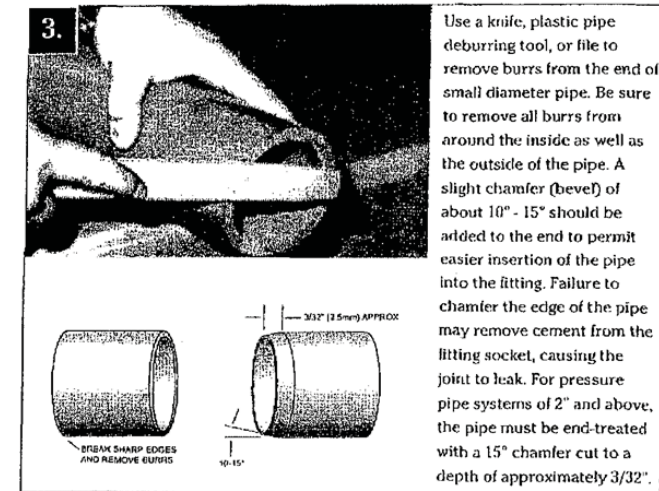 3.
Use a knife, plastic pipe
deburring tool, or file to
remove burrs from the end of
small diameter pipe. Be sure
to remove all burrs from
around the inside as well as
the outside of the pipe. A
slight chamfer (bevel) of
about 10° - 15° should be
added to the end to permit
easier insertion of the pipe
into the fitting. Failure to
chamfer the edge of the pipe
may remove cement from the
fitting socket, causing the
joint to leak. For pressure
pipe systems of 2" and above,
the pipe must be end-treated
with a 15° chamfer cut to a
depth of approximately 3/32".
3/32" (2.5mm) APPROX
BREAK SHARP EDGES
AND REMOVE BURRS
10-15°